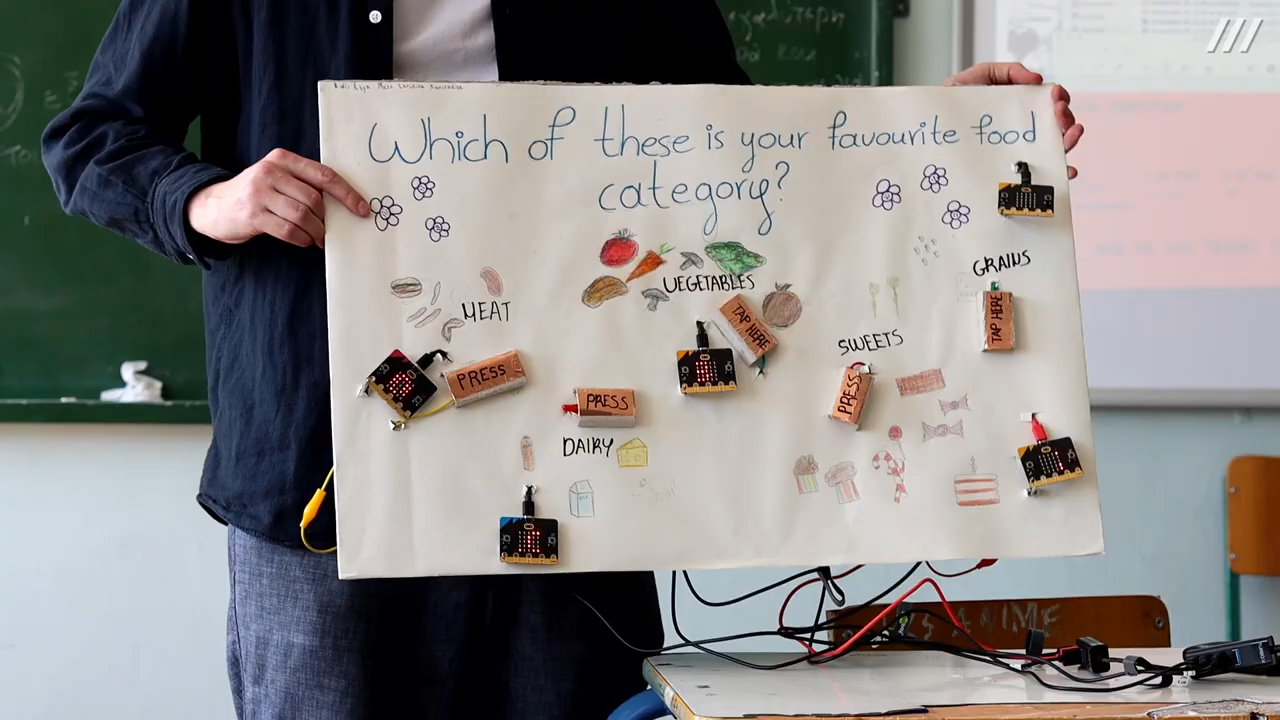 Which of these is your favourite food
category?
GRAINS
VEGETABLES
MEAT
TAP HERE
TAP HERE
SWEETS
PRESS
PRESS
PRESS
DAIRY
ANIME